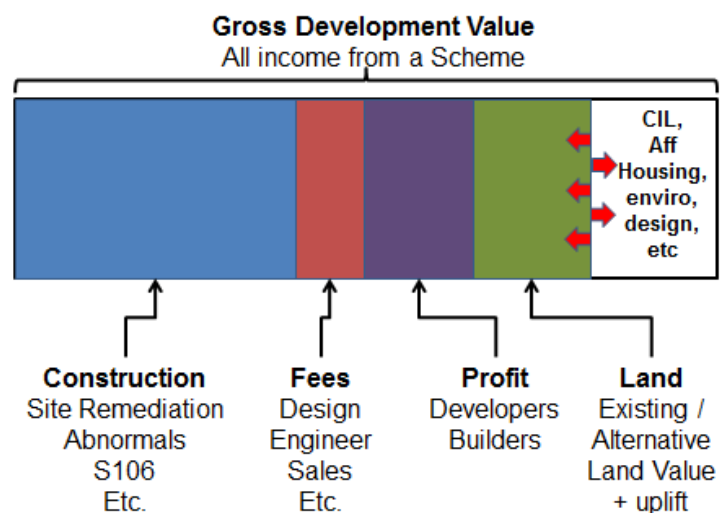 Gross Development Value
All income from a Scheme
CIL,
Aff
Housing,
enviro,
design,
etc
Construction
Site Remediation
Abnormals
S106
Etc.
Fees
Design
Engineer
Sales
Etc.
Profit
Developers
Builders
Land
Existing /
Alternative
Land Value
+ uplift